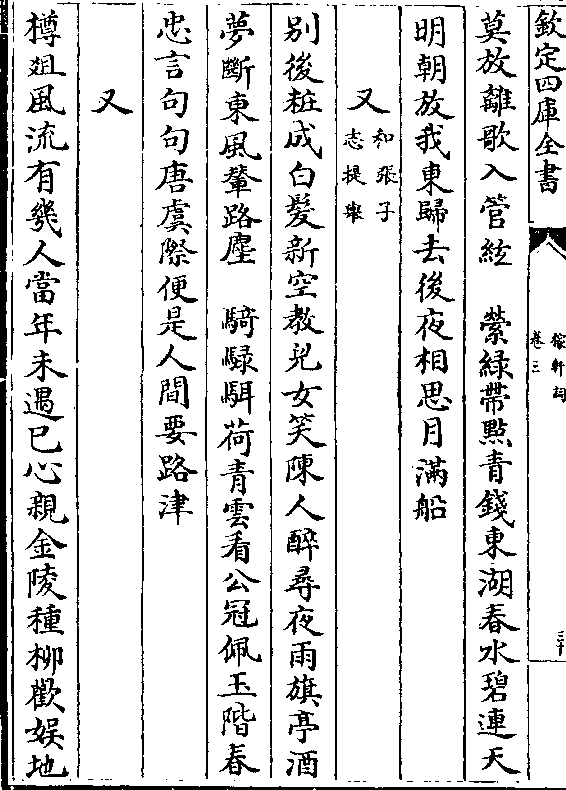 欽定四庫全書
稼軒詞
卷三
三十
莫放離歌入管絃　縈綠帶㸃青錢東湖春水碧連天
明朝放我東歸去後夜相思月滿船
又和張子志提舉
别後粧成白髪新空教兒女笑陳人醉尋夜雨旗亭酒
夢斷東風輦路塵　騎騄駬荷青雲看公冠佩玉階春
忠言句句唐虞際便是人間要路津
又
樽爼風流有幾人當年未遇已心親金陵種柳歡娱地